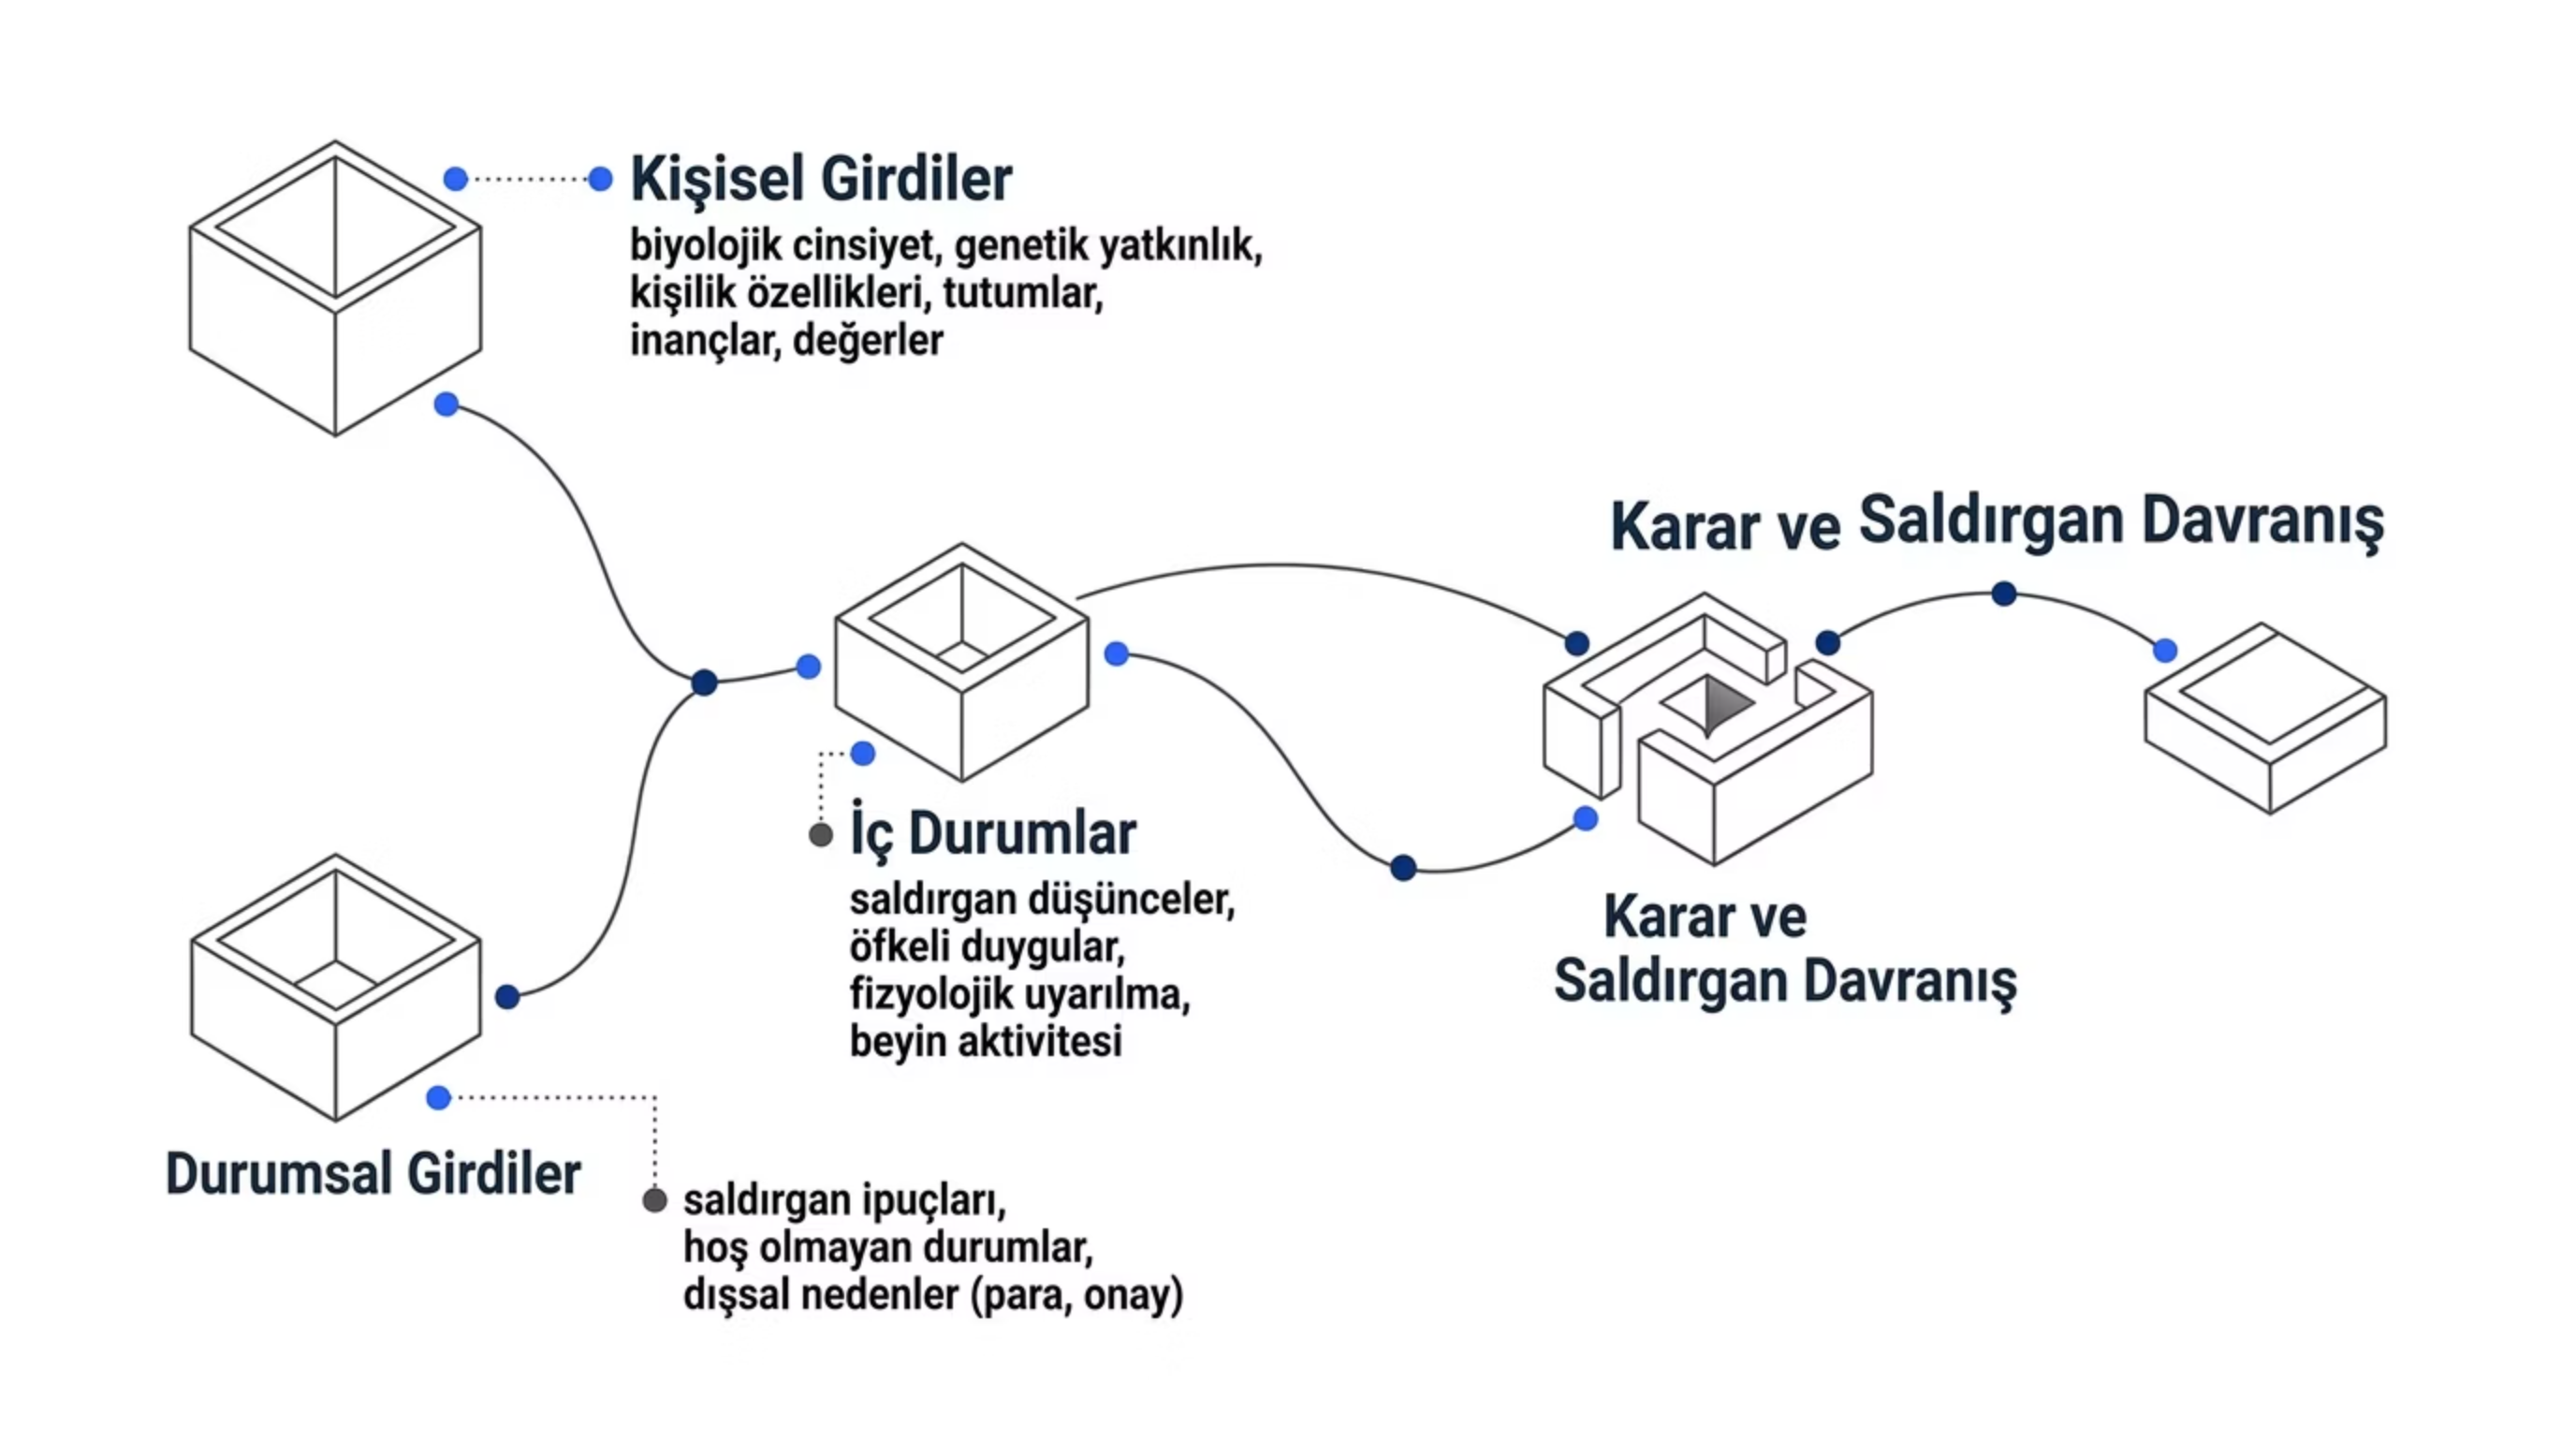 Kişisel Girdiler
biyolojik cinsiyet, genetik yatkınlık,
kişilik özellikleri, tutumlar,
inançlar, değerler
Karar ve Saldırgan Davranış
İç Durumlar
saldırgan düşünceler,
öfkeli duygular,
fizyolojik uyarılma,
beyin aktivitesi
Karar ve
Saldırgan Davranış
Durumsal Girdiler
saldırgan ipuçları,
hoş olmayan durumlar,
dışsal nedenler (para, onay)